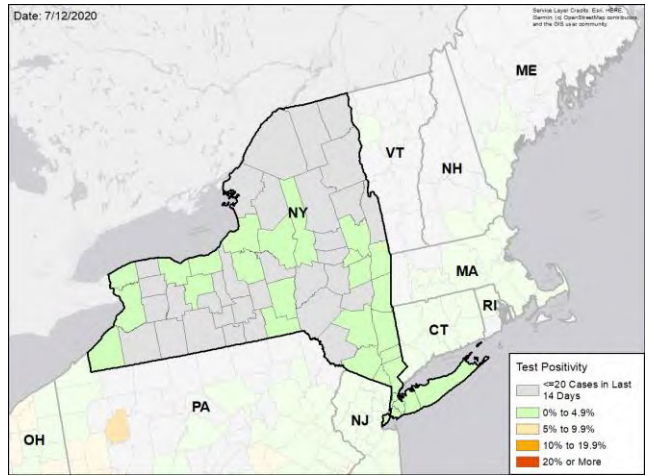 Date: 7/12/2020
Service Layer Credits: Esri, HERE,
Garmin, (c) OpenStreetMap contributors,
and the GIS user community
ME
VT
NH
NY
MA
RI
CT
PA
NJ
OH
Test Positivity
<=20 Cases in Last
14 Days
0% to 4.9%
5% to 9.9%
10% to 19.9%
20% or More